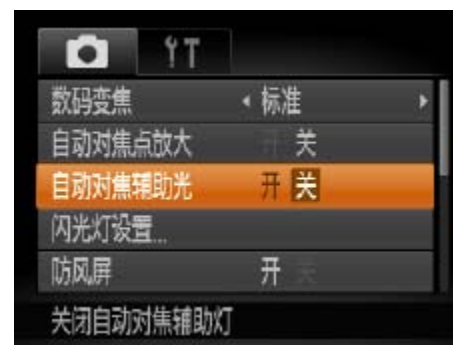 数码变焦 标准
自动对焦点放大 开 关
自动对焦辅助光 开 关
闪光灯设置...
防风屏 开 关
关闭自动对焦辅助灯